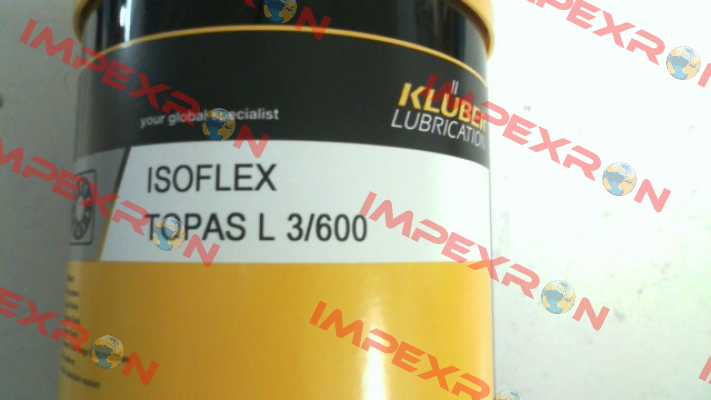 your global specialist
KLÜBER
LUBRICATION
ISOFLEX
TOPAS L 3/600
IMPEXRON
IMPEXRON
IMPEXRON
IMPEXRON
IMPEXRON
IMPEXRON